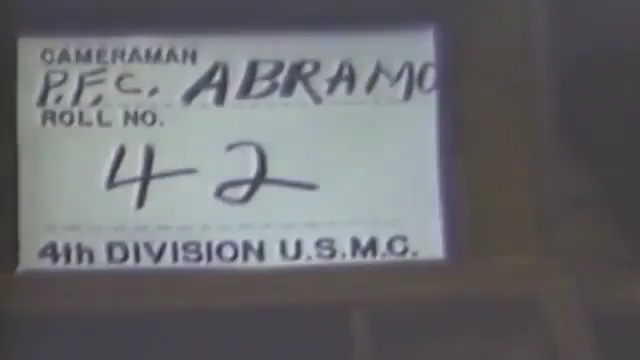 CAMERAMAN
P.F.C. ABRAMO
ROLL NO.
42
4th DIVISION U.S.M.C.